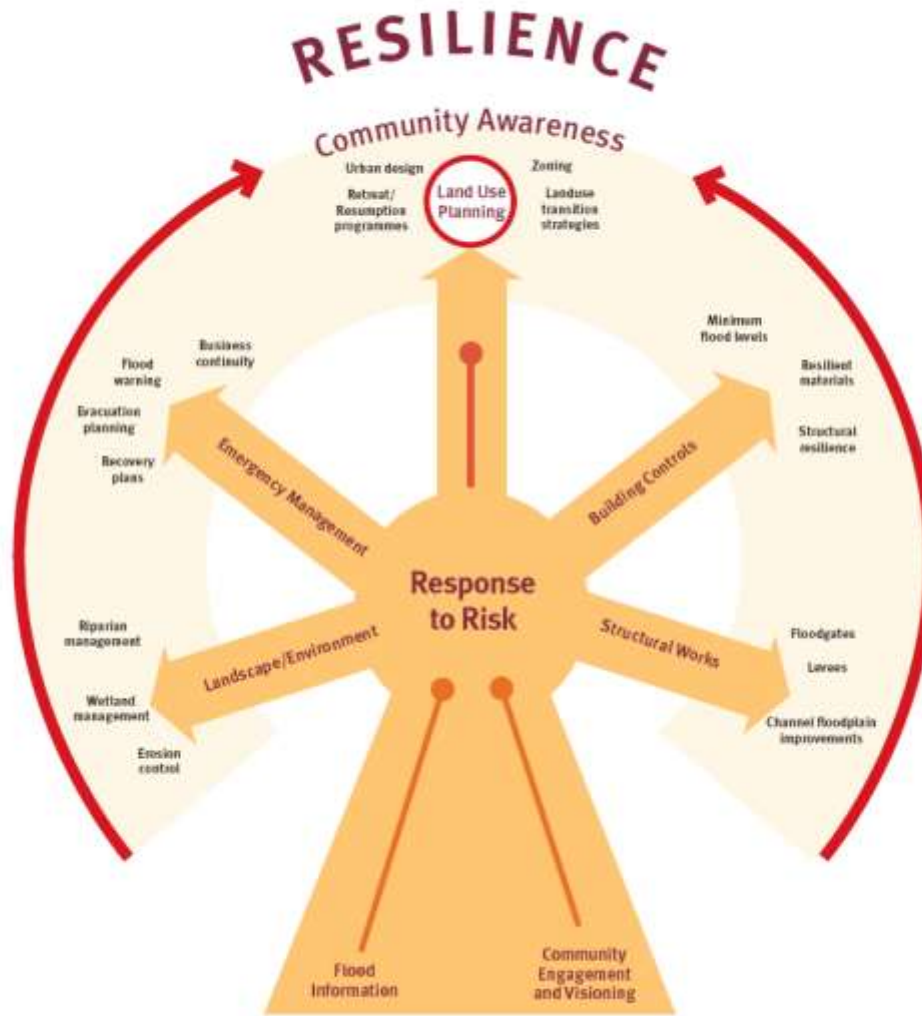 RESILIENCE
Community Awareness
Urban design
Zoning
Retreat/
Resumption
programmes
Land Use
Planning
Landuse
transition
strategies
Minimum
flood levels
Business
continuity
Flood
warning
Resilient
materials
Evacuation
planning
Structural
resilience
Recovery
plans
Emergency Management
Building Controls
Response
to Risk
Riparian
management
Landscape/Environment
Structural Works
Floodgates
Levees
Wetland
management
Channel floodplain
improvements
Erosion
control
Flood
Information
Community
Engagement
and Visioning